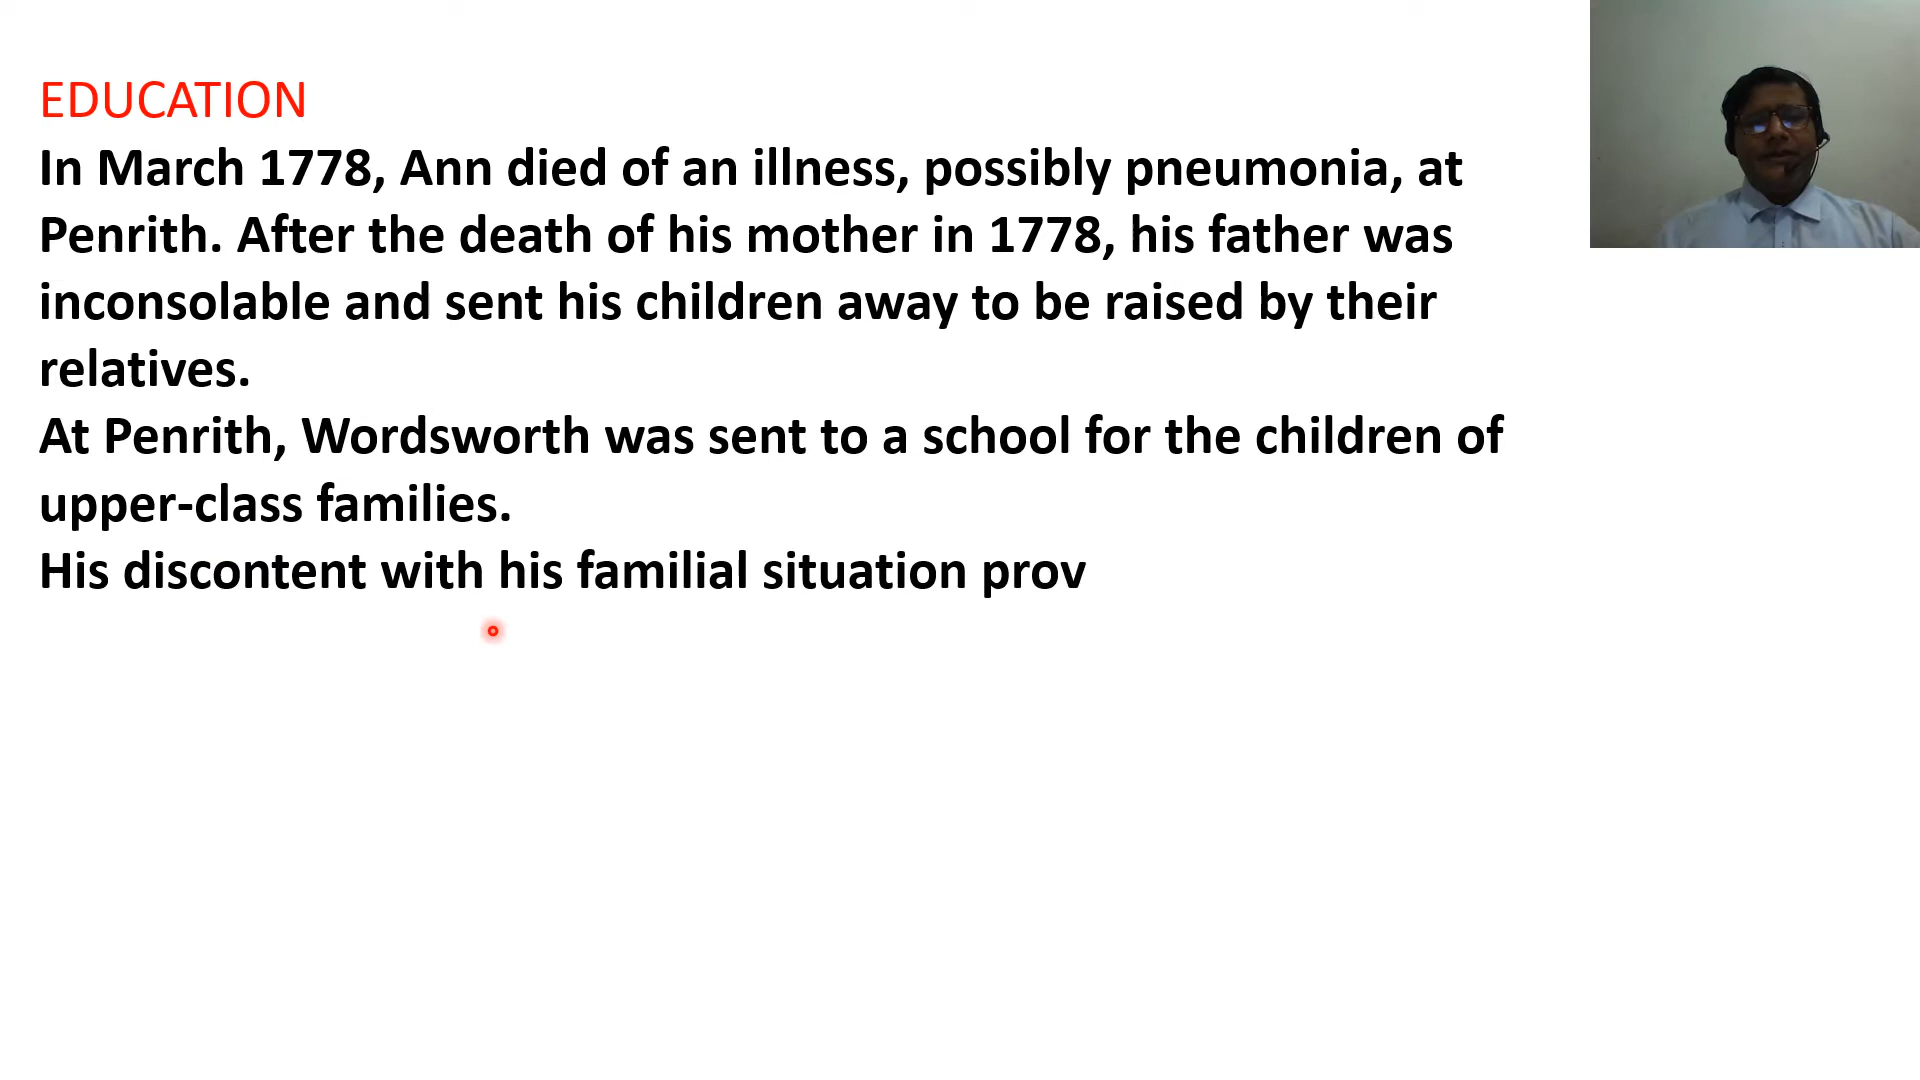 EDUCATION
In March 1778, Ann died of an illness, possibly pneumonia, at
Penrith. After the death of his mother in 1778, his father was
inconsolable and sent his children away to be raised by their
relatives.
At Penrith, Wordsworth was sent to a school for the children of
upper-class families.
His discontent with his familial situation prov